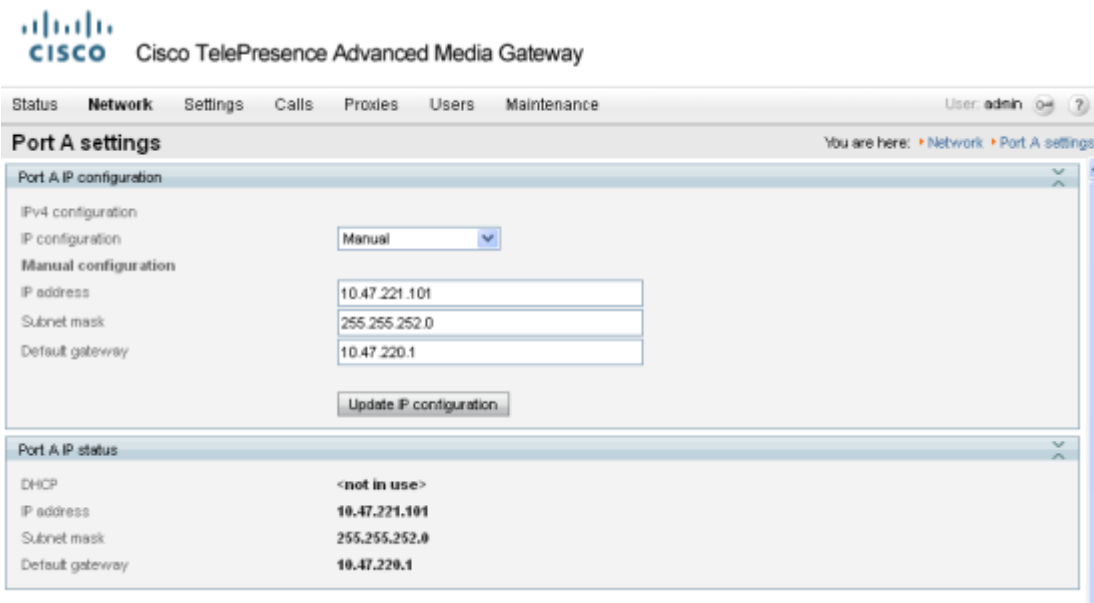 CISCO Cisco TelePresence Advanced Media Gateway
Status Network Settings Calls Proxies Users Maintenance User: admin ?
Port A settings You are here: Network Port A settings
Port A IP configuration
IPv4 configuration
IP configuration Manual
Manual configuration
IP address 10.47.221.101
Subnet mask 255.255.252.0
Default gateway 10.47.220.1
Update IP configuration
Port A IP status
DHCP <not in use>
IP address 10.47.221.101
Subnet mask 255.255.252.0
Default gateway 10.47.220.1